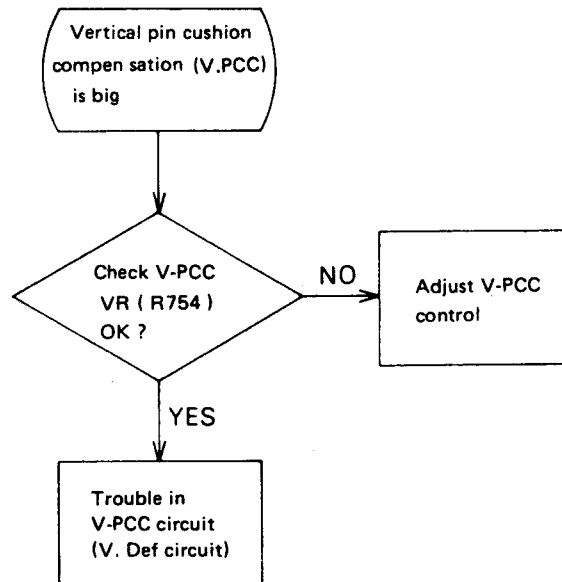 Vertical pin cushion
compen sation (V.PCC)
is big
Check V-PCC
VR ( R754 )
OK ?
NO
Adjust V-PCC
control
YES
Trouble in
V-PCC circuit
(V. Def circuit)